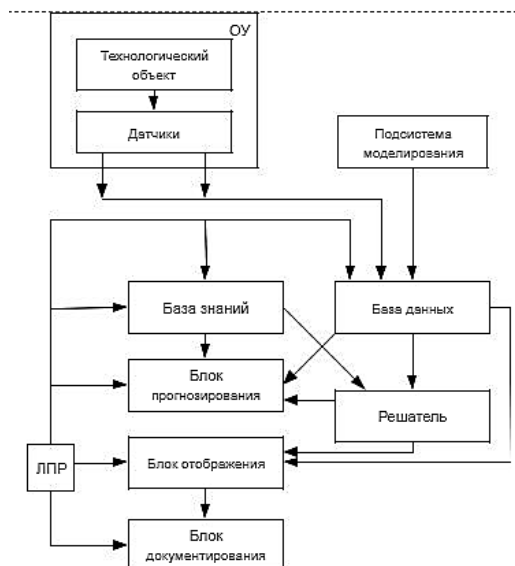 ОУ
Технологический
объект
Датчики
Подсистема
моделирования
База знаний
База данных
Блок
прогнозирования
Решатель
ЛПР
Блок отображения
Блок
документирования